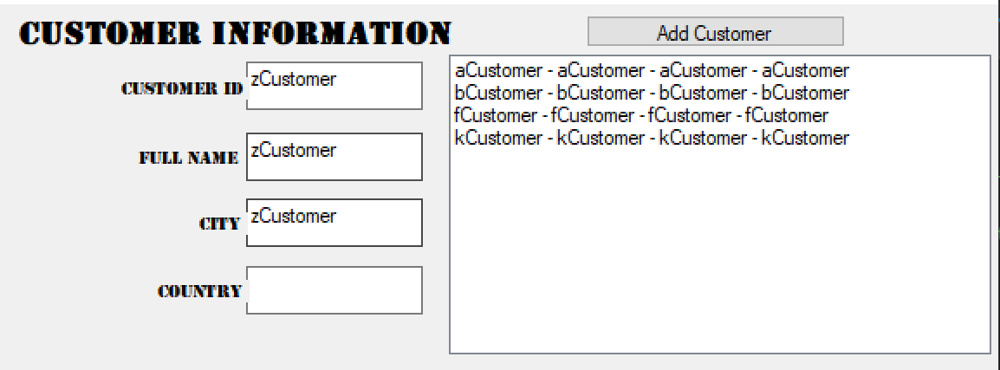 CUSTOMER INFORMATION
Add Customer
CUSTOMER ID zCustomer
FULL NAME zCustomer
CITY zCustomer
COUNTRY
aCustomer - aCustomer - aCustomer - aCustomer
bCustomer - bCustomer - bCustomer - bCustomer
fCustomer - fCustomer - fCustomer - fCustomer
kCustomer - kCustomer - kCustomer - kCustomer